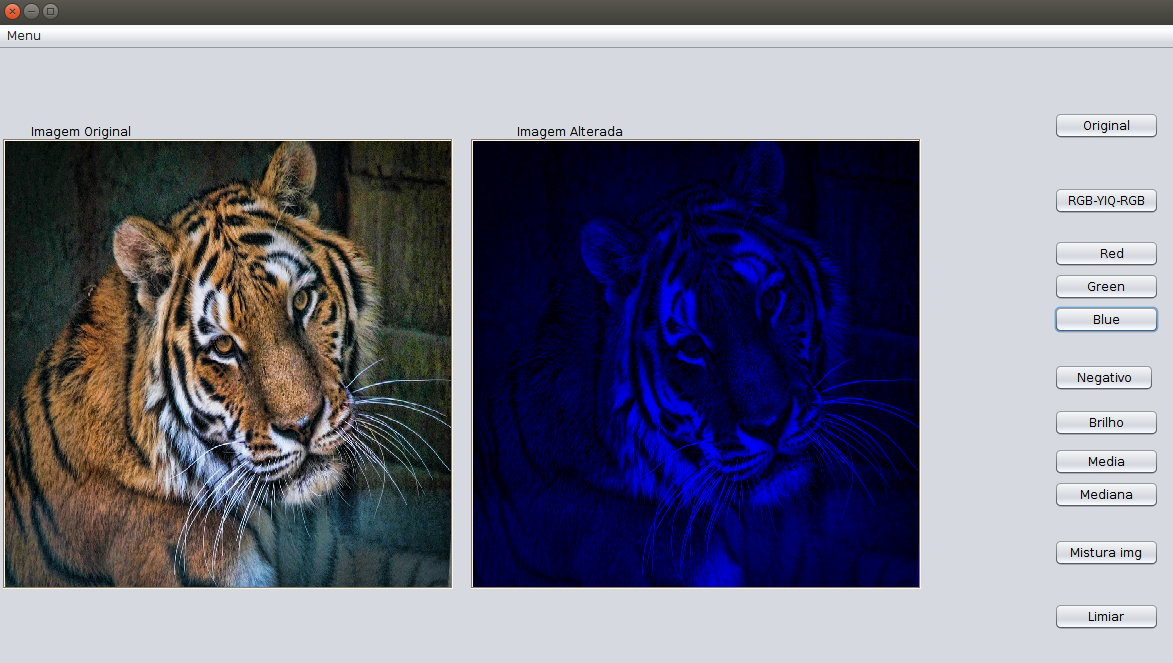 Menu
Imagem Original
Imagem Alterada
Original
RGB-YIQ-RGB
Red
Green
Blue
Negativo
Brilho
Media
Mediana
Mistura img
Limiar